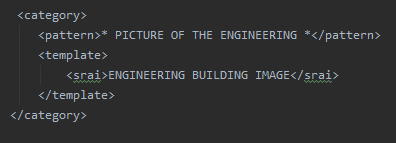 <category>
<pattern>* PICTURE OF THE ENGINEERING *</pattern>
<template>
<srai>ENGINEERING BUILDING IMAGE</srai>
</template>
</category>